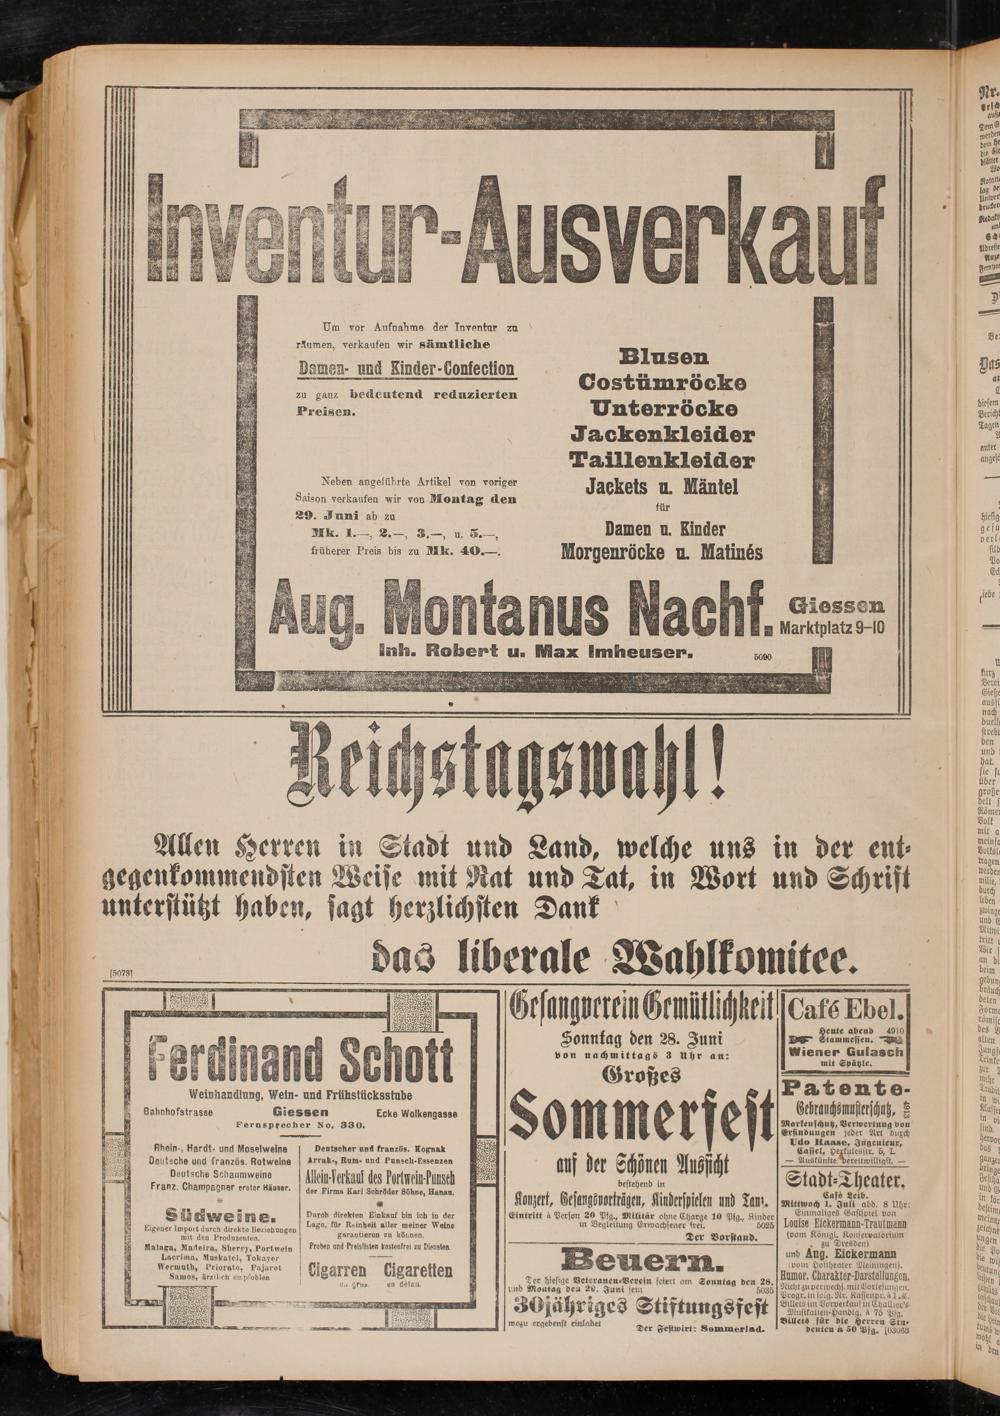 Inventur-Ausverkauf
Um vor Aufnahme der Inventur zu
räumen, verkaufen wir sämtliche
Damen- und Kinder-Confection
zu ganz bedeutend reduzierten
Preisen.
Neben angeführte Artikel von voriger
Saison verkaufen wir von Montag den
29. Juni ab zu
Mk. 1.—, 2.—, 3.—, u. 5.—,
früherer Preis bis zu Mk. 40.—.
Blusen
Costümröcke
Unterröcke
Jackenkleider
Taillenkleider
Jackets u. Mäntel
für
Damen u. Kinder
Morgenröcke u. Matinés
Aug. Montanus Nachf. Giessen
Marktplatz 9–10
Inh. Robert u. Max Imheuser. 5090
Reichstagswahl!
Allen Herren in Stadt und Land, welche uns in der ent-
gegenkommendsten Weise mit Rat und Tat, in Wort und Schrift
unterstützt haben, sagt herzlichsten Dank
das liberale Wahlkomitee.
[5073]
Ferdinand Schott
Weinhandlung, Wein- und Frühstücksstube
Bahnhofstrasse Giessen Ecke Wolkengasse
Fernsprecher No. 330.
Rhein-, Hardt- und Moselweine
Deutsche und französ. Rotweine
Deutsche Schaumweine
Franz. Champagner erster Häuser.
Südweine.
Eigener Import durch direkte Beziehungen
mit den Produzenten.
Malaga, Madeira, Sherry, Portwein
Lacrima, Muskatel, Tokayer
Wermuth, Priorato, Pajaret
Samos, ärztlich empfohlen
Deutscher und französ. Kognak
Arrak-, Rum- und Punsch-Essenzen
Allein-Verkauf des Portwein-Punsch
der Firma Karl Schröder Söhne, Hanau.
Durch direkten Einkauf bin ich in der
Lage, für Reinheit aller meiner Weine
garantieren zu können.
Proben und Preislisten kostenfrei zu Diensten.
Cigarren Cigaretten
en gros. en detail.
Gesangverein Gemütlichkeit
Sonntag den 28. Juni
von nachmittags 3 Uhr an:
Großes
Sommerfest
auf der Schönen Aussicht
bestehend in
Konzert, Gesangsvorträgen, Kinderspielen und Tanz.
Eintritt à Person 20 Pfg., Militär ohne Charge 10 Pfg., Kinder
in Begleitung Erwachsener frei. 5025
Der Vorstand.
Beuern.
Der hiesige Veteranen-Verein feiert am Sonntag den 28.
und Montag den 29. Juni sein 5035
30jähriges Stiftungsfest
wozu ergebenst einladet
Der Festwirt: Sommerlad.
Café Ebel.
Heute abend 4910
Stammessen.
Wiener Gulasch
mit Spätzle.
Patente-
Gebrauchsmusterschutz,
4913
Markenschutz, Verwertung von
Erfindungen jeder Art durch
Udo Haase, Ingenieur,
Cassel, Herkulesstr. 5, I.
— Auskünfte bereitwilligst. —
Stadt-Theater.
Café Leib.
Mittwoch 1. Juli abd. 8 Uhr:
Einmaliges Gastspiel von
Louise Eickermann-Trautmann
(vom Königl. Konservatorium
zu Dresden)
und Aug. Eickermann
(vom Hoftheater Meiningen).
Humor. Charakter-Darstellungen.
Nicht zu verwechs. mit Vorlesungen.
Billets im Vorverkauf in Challier's
Musikalien-Handlg. à 75 Pfg.
Billets für die Herren Stu-
denten à 50 Pfg. [03063